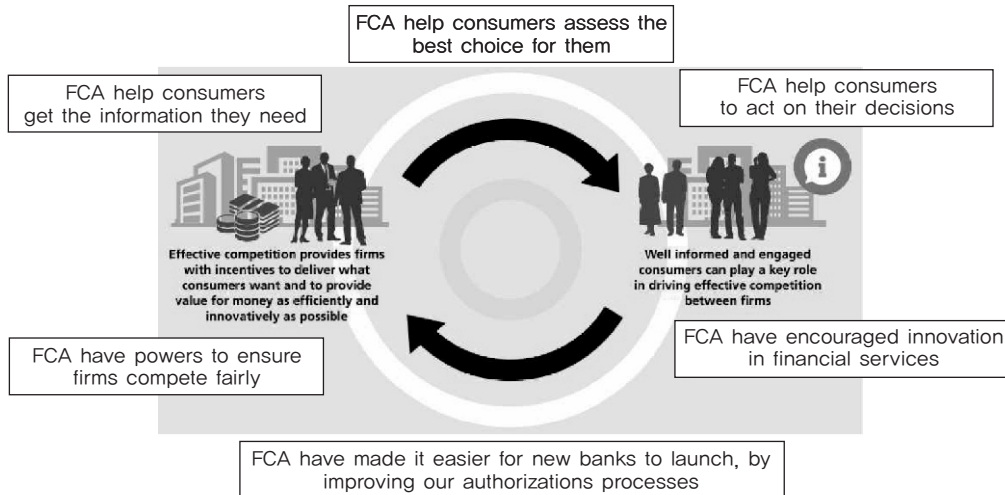 FCA help consumers assess the
best choice for them
FCA help consumers
get the information they need
FCA help consumers
to act on their decisions
i
Effective competition provides firms
with incentives to deliver what
consumers want and to provide
value for money as efficiently and
innovatively as possible
Well informed and engaged
consumers can play a key role
in driving effective competition
between firms
FCA have powers to ensure
firms compete fairly
FCA have encouraged innovation
in financial services
FCA have made it easier for new banks to launch, by
improving our authorizations processes